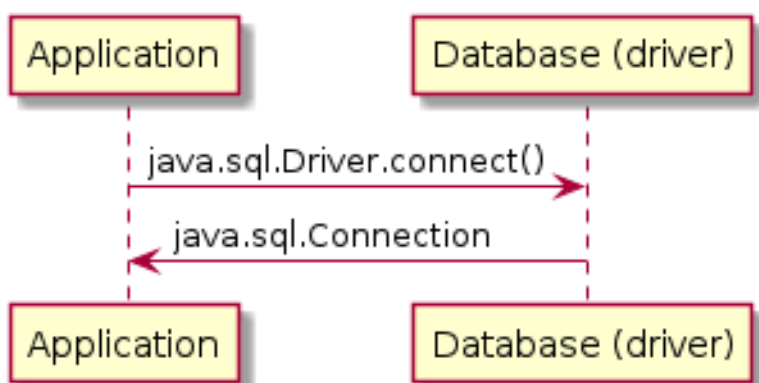 Application
Database (driver)
java.sql.Driver.connect()
java.sql.Connection
Application
Database (driver)